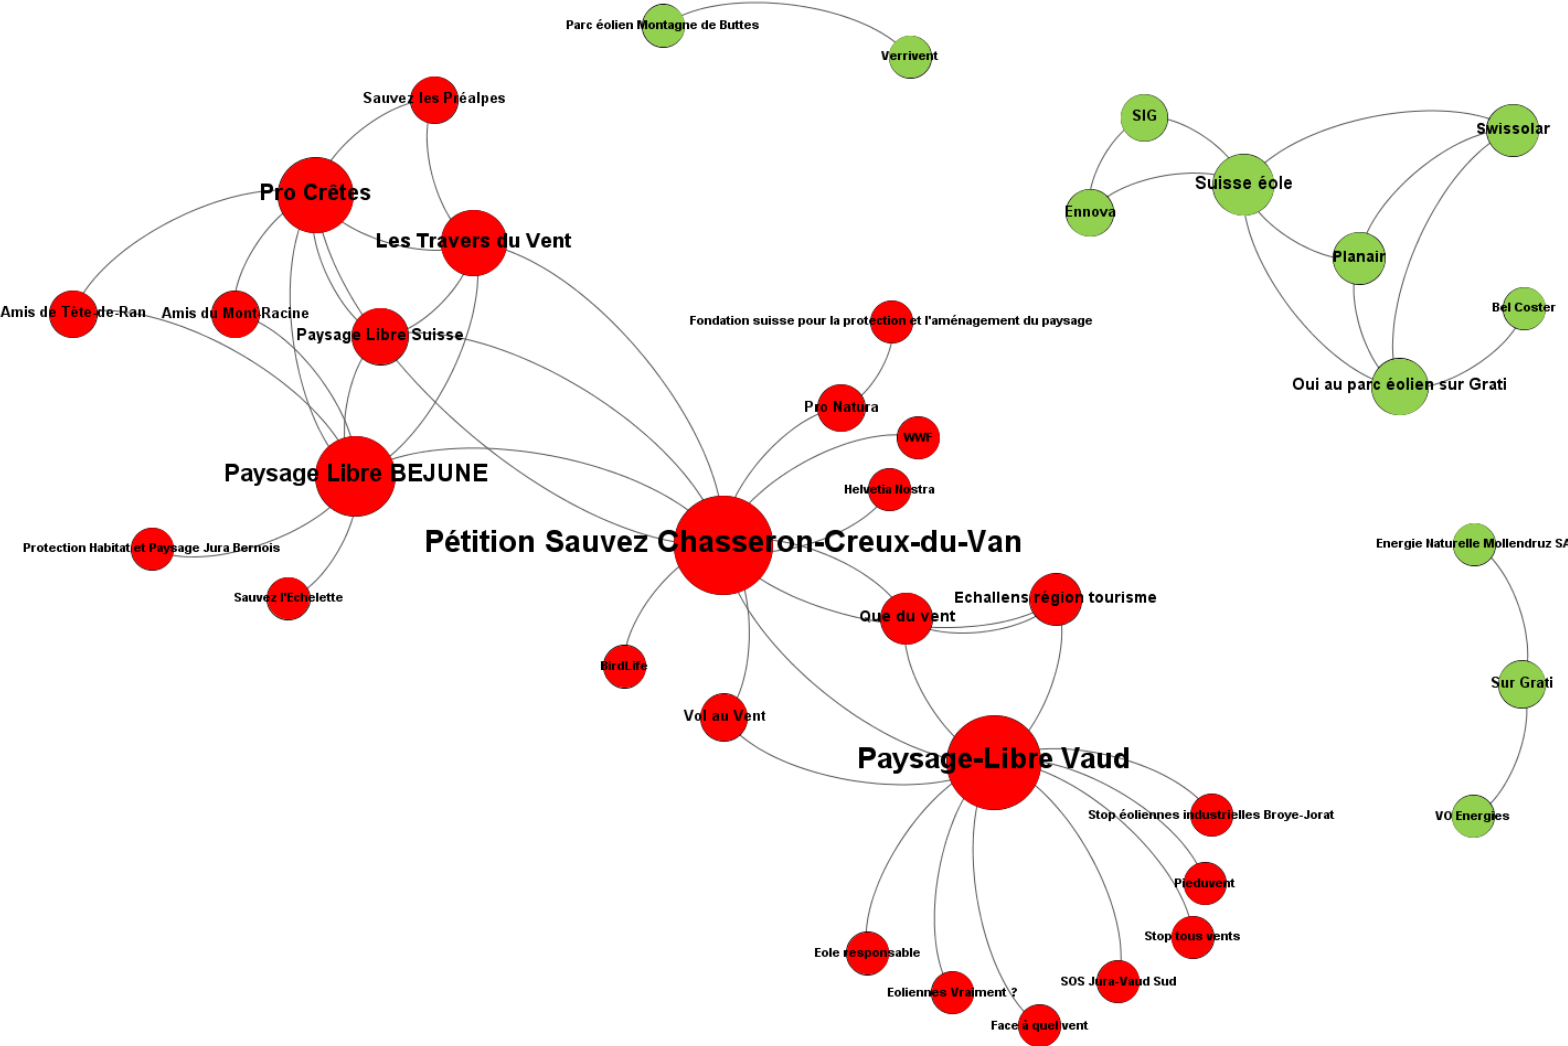 Parc éolien Montagne de Buttes
Verrivent
Sauvez les Préalpes
SIG
Swissolar
Pro Crêtes
Suisse éole
Ennova
Les Travers du Vent
Planair
Amis de Tête-de-Ran
Amis du Mont-Racine
Bel Coster
Fondation suisse pour la protection et l'aménagement du paysage
Paysage Libre Suisse
Oui au parc éolien sur Grati
Pro Natura
WWF
Paysage Libre BEJUNE
Helvetia Nostra
Pétition Sauvez Chasseron-Creux-du-Van
Energie Naturelle Mollendruz SA
Protection Habitat et Paysage Jura Bernois
Sauvez l'Echelette
Echallens région tourisme
Que du vent
BirdLife
Sur Grati
Vol au Vent
Paysage-Libre Vaud
Stop éoliennes industrielles Broye-Jorat
VO Energies
Pieduvent
Stop tous vents
Eole responsable
SOS Jura-Vaud Sud
Eoliennes Vraiment ?
Face à quel vent